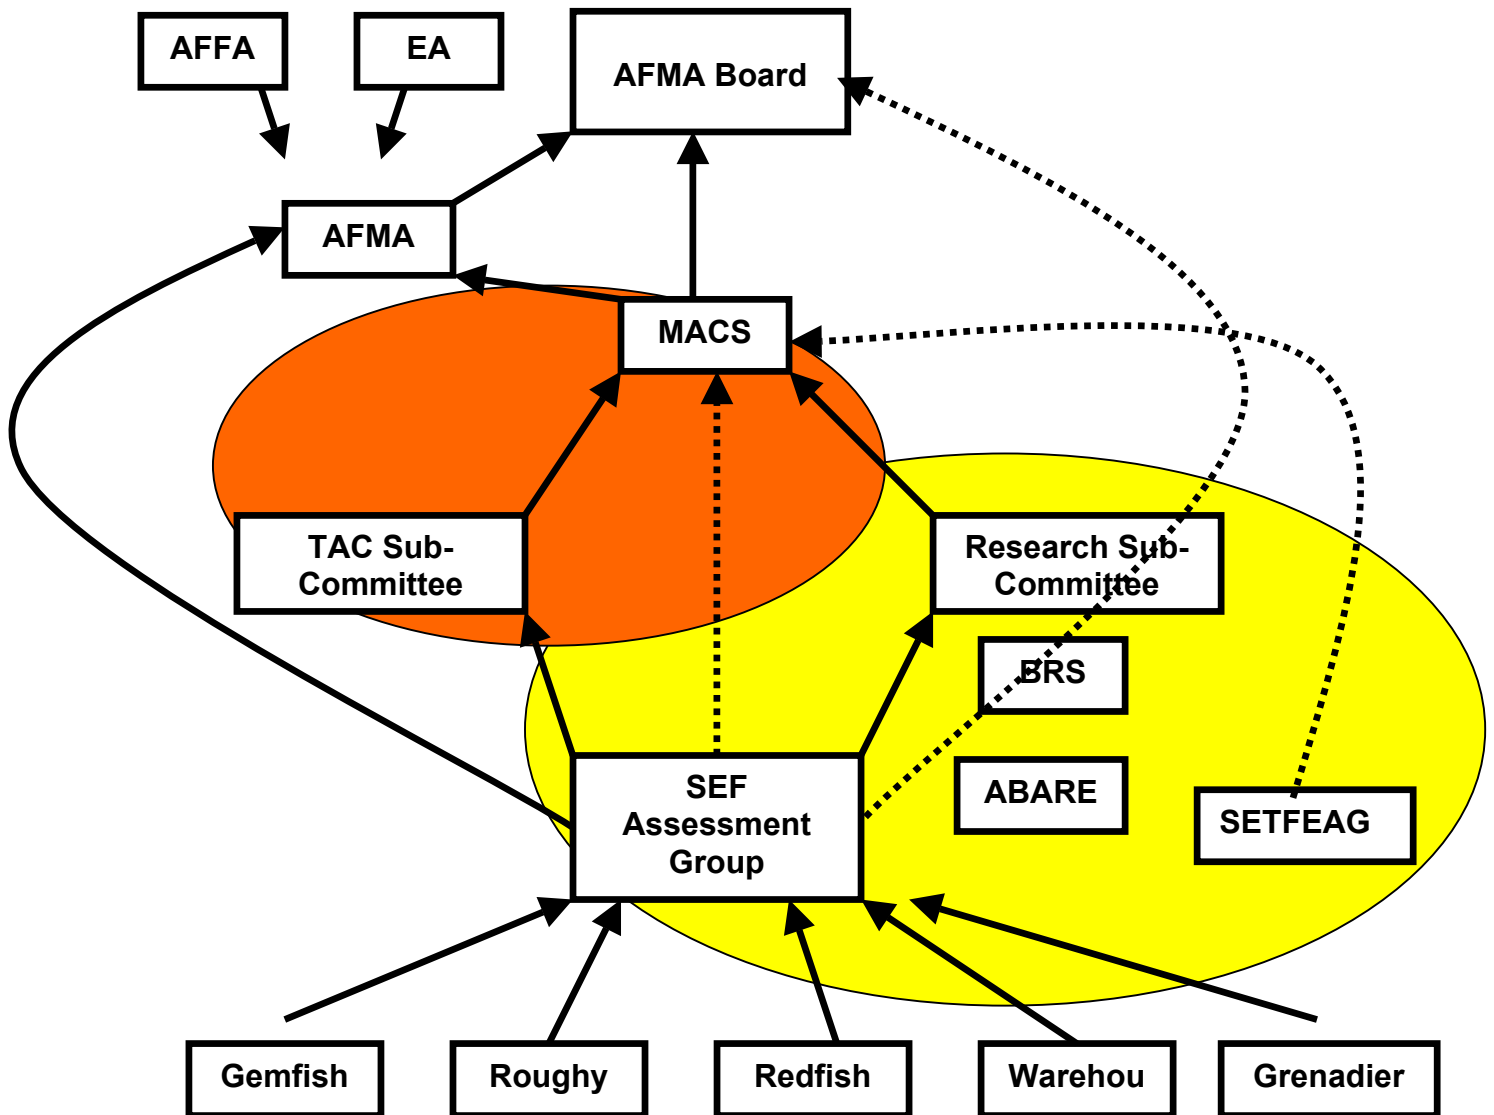 AFFA
EA
AFMA Board
AFMA
MACS
TAC Sub-
Committee
Research Sub-
Committee
BRS
SEF
Assessment
Group
ABARE
SETFEAG
Gemfish
Roughy
Redfish
Warehou
Grenadier